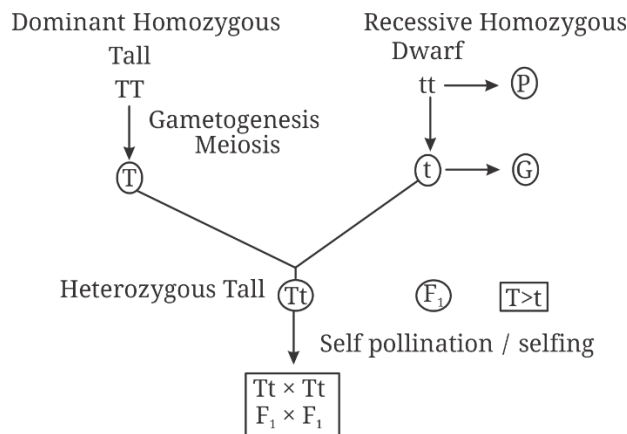 Dominant Homozygous
Tall
TT
Recessive Homozygous
Dwarf
tt
P
Gametogenesis
Meiosis
T
t
G
Heterozygous Tall
Tt
F₁
T>t
Self pollination / selfing
Tt × Tt
F₁ × F₁